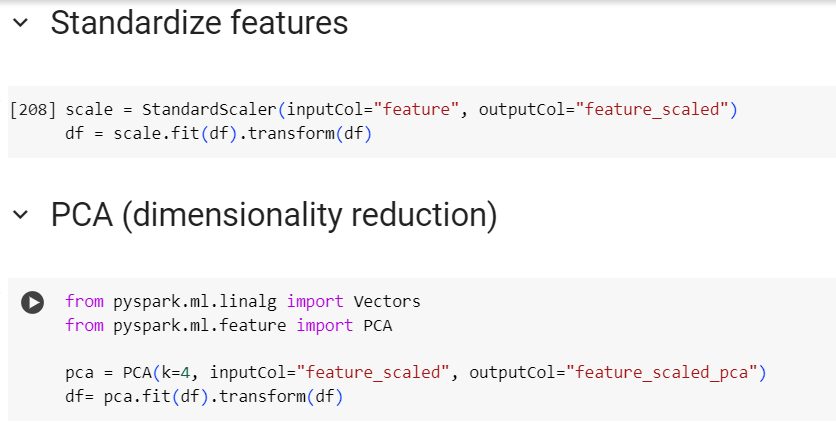 Standardize features
[208] scale = StandardScaler(inputCol="feature", outputCol="feature_scaled")
df = scale.fit(df).transform(df)
PCA (dimensionality reduction)
from pyspark.ml.linalg import Vectors
from pyspark.ml.feature import PCA
pca = PCA(k=4, inputCol="feature_scaled", outputCol="feature_scaled_pca")
df= pca.fit(df).transform(df)